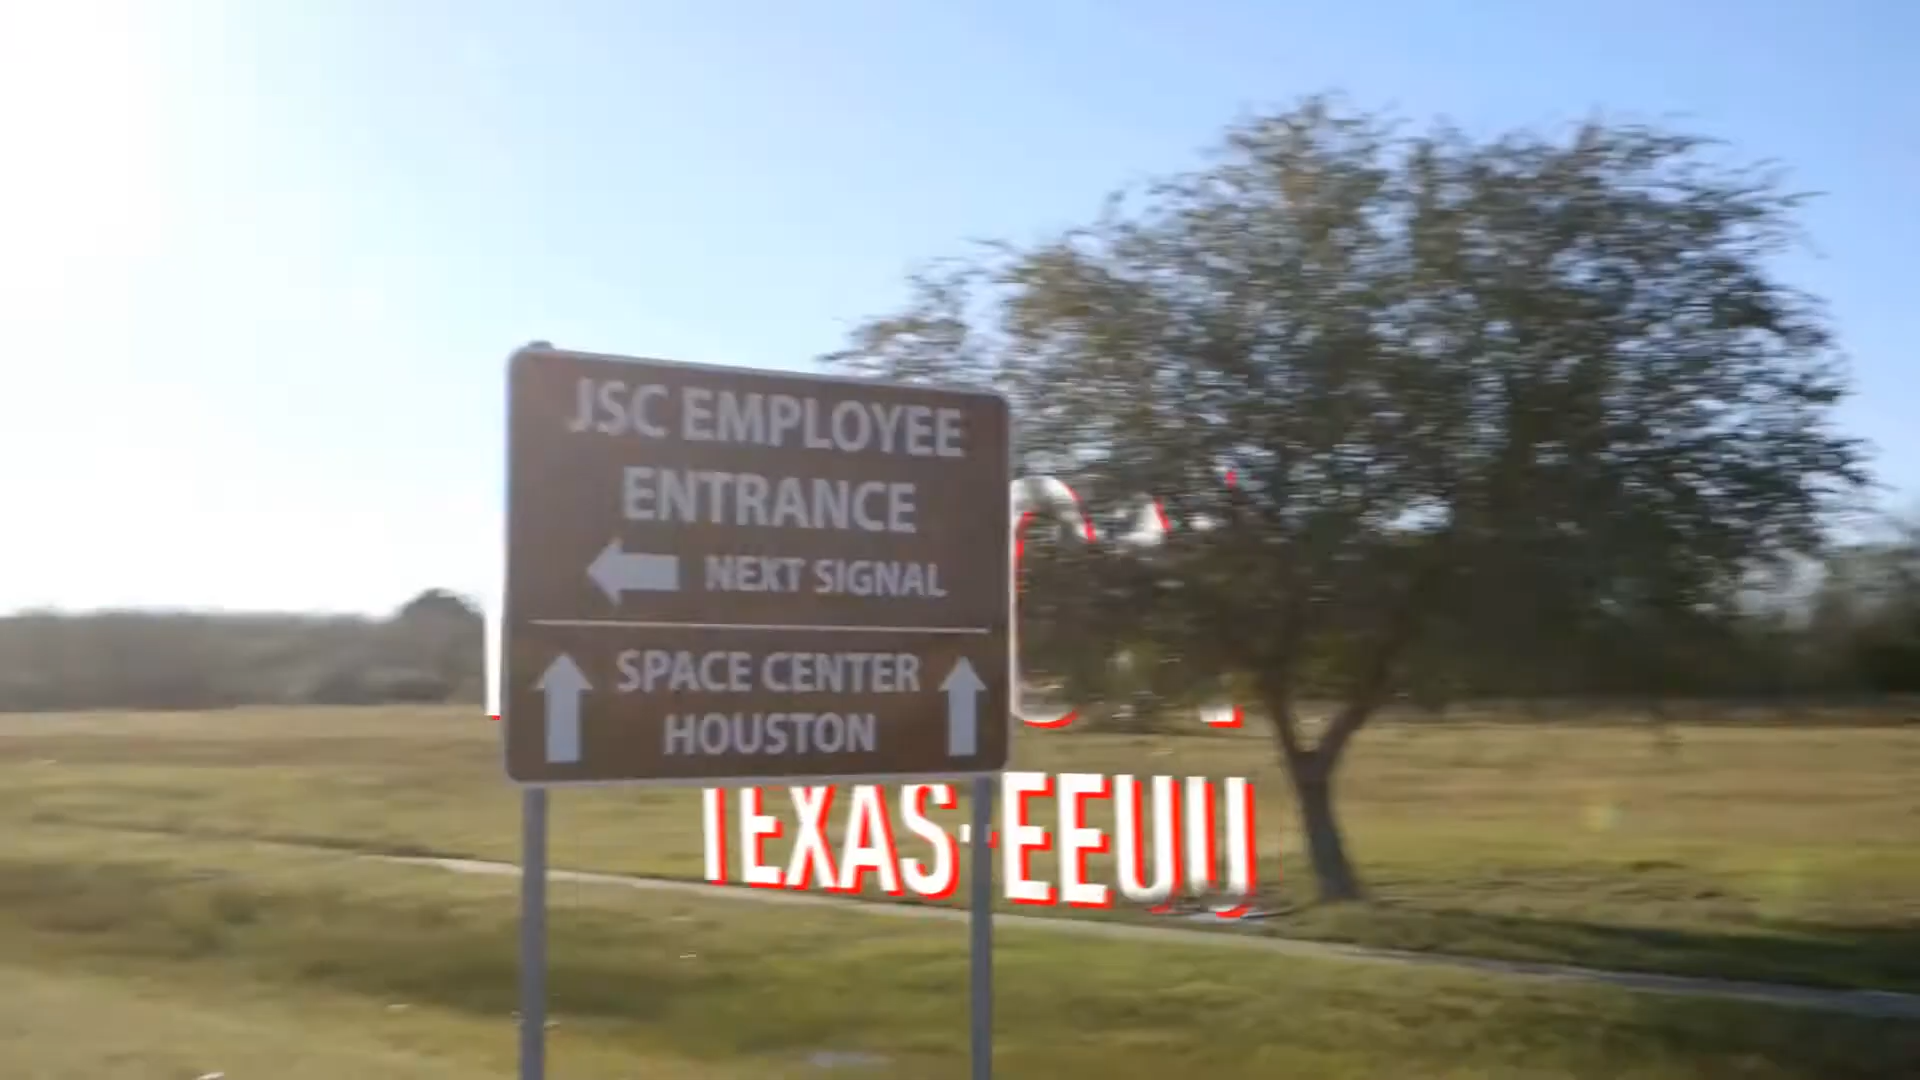 JSC EMPLOYEE
ENTRANCE
NEXT SIGNAL
SPACE CENTER
HOUSTON
TEXAS-EEUU